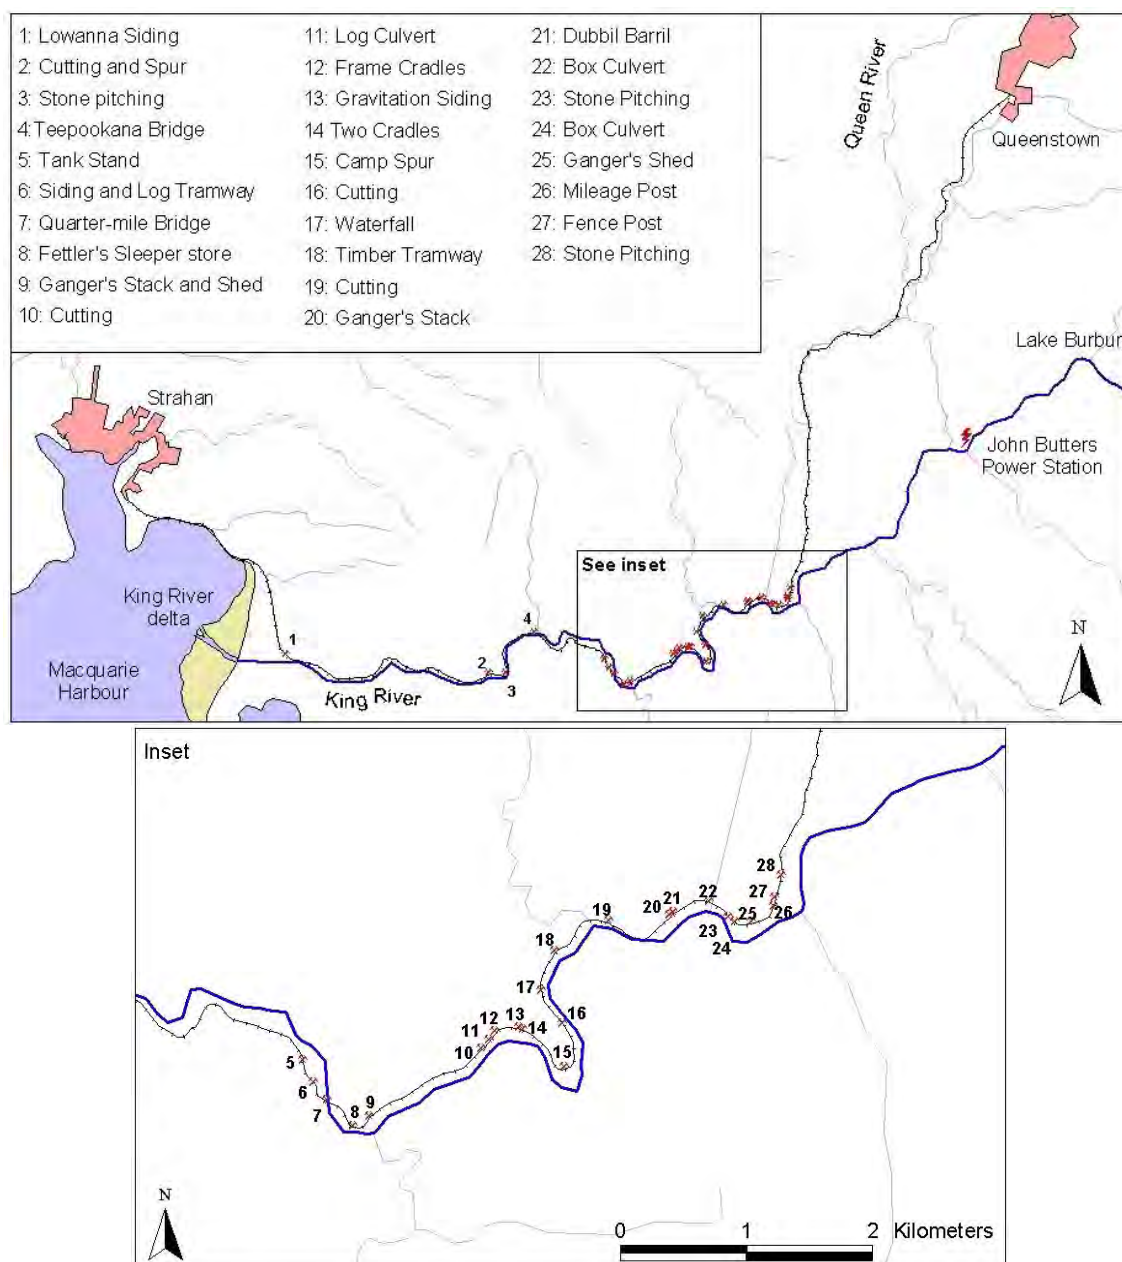 1: Lowanna Siding
2: Cutting and Spur
3: Stone pitching
4:Teepookana Bridge
5: Tank Stand
6: Siding and Log Tramway
7: Quarter-mile Bridge
8: Fettler's Sleeper store
9: Ganger's Stack and Shed
10: Cutting
11: Log Culvert
12: Frame Cradles
13: Gravitation Siding
14 Two Cradles
15: Camp Spur
16: Cutting
17: Waterfall
18: Timber Tramway
19: Cutting
20: Ganger's Stack
21: Dubbil Barril
22: Box Culvert
23: Stone Pitching
24: Box Culvert
25: Ganger's Shed
26: Mileage Post
27: Fence Post
28: Stone Pitching
Queen River
Queenstown
Lake Burbur
John Butters
Power Station
Strahan
King River
delta
Macquarie
Harbour
King River
1
2
3
4
See inset
N
Inset
5
6
7
8
9
10
11
12
13
14
15
16
17
18
19
20
21
22
23
24
25
26
27
28
N
0 1 2 Kilometers